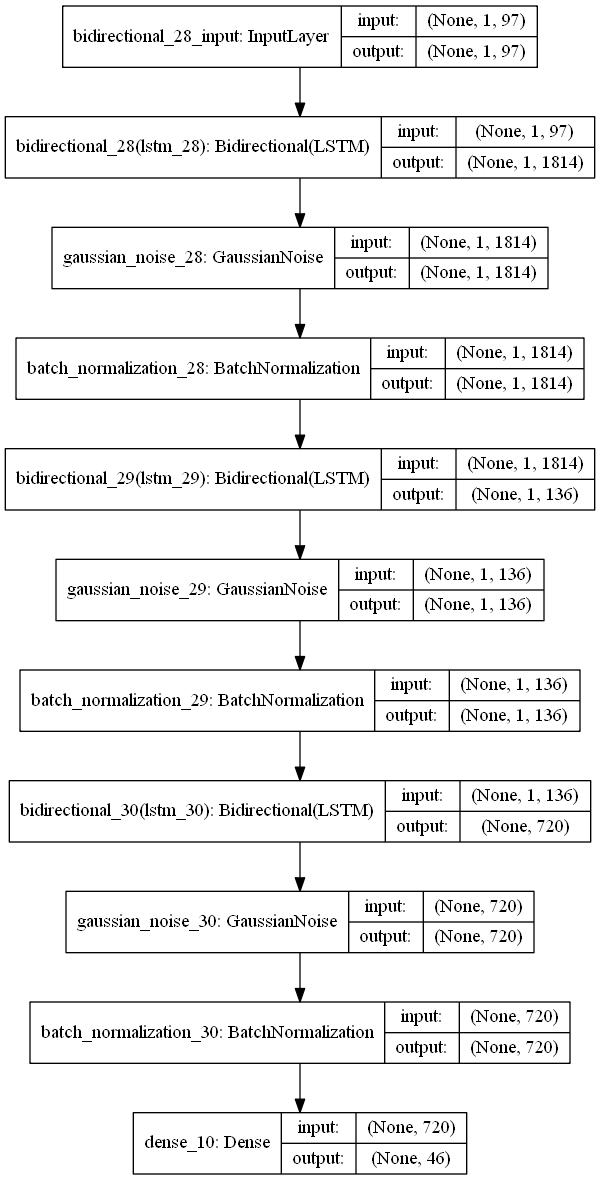 bidirectional_28_input: InputLayer
input: (None, 1, 97)
output: (None, 1, 97)
bidirectional_28(lstm_28): Bidirectional(LSTM)
input: (None, 1, 97)
output: (None, 1, 1814)
gaussian_noise_28: GaussianNoise
input: (None, 1, 1814)
output: (None, 1, 1814)
batch_normalization_28: BatchNormalization
input: (None, 1, 1814)
output: (None, 1, 1814)
bidirectional_29(lstm_29): Bidirectional(LSTM)
input: (None, 1, 1814)
output: (None, 1, 136)
gaussian_noise_29: GaussianNoise
input: (None, 1, 136)
output: (None, 1, 136)
batch_normalization_29: BatchNormalization
input: (None, 1, 136)
output: (None, 1, 136)
bidirectional_30(lstm_30): Bidirectional(LSTM)
input: (None, 1, 136)
output: (None, 720)
gaussian_noise_30: GaussianNoise
input: (None, 720)
output: (None, 720)
batch_normalization_30: BatchNormalization
input: (None, 720)
output: (None, 720)
dense_10: Dense
input: (None, 720)
output: (None, 46)